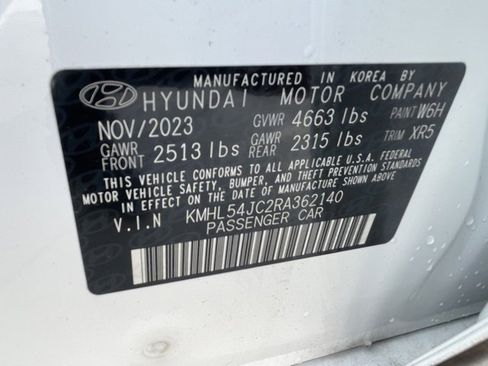 MANUFACTURED IN KOREA BY
HYUNDAI MOTOR COMPANY
NOV/2023 GVWR 4663 lbs PAINT W6H
GAWR FRONT 2513 lbs GAWR REAR 2315 lbs TRIM XR5
THIS VEHICLE CONFORMS TO ALL APPLICABLE U.S.A. FEDERAL
MOTOR VEHICLE SAFETY, BUMPER, AND THEFT PREVENTION STANDARDS
IN EFFECT ON THE DATE OF MANUFACTURE SHOWN ABOVE.
V.I.N KMHL54JC2RA362140
PASSENGER CAR